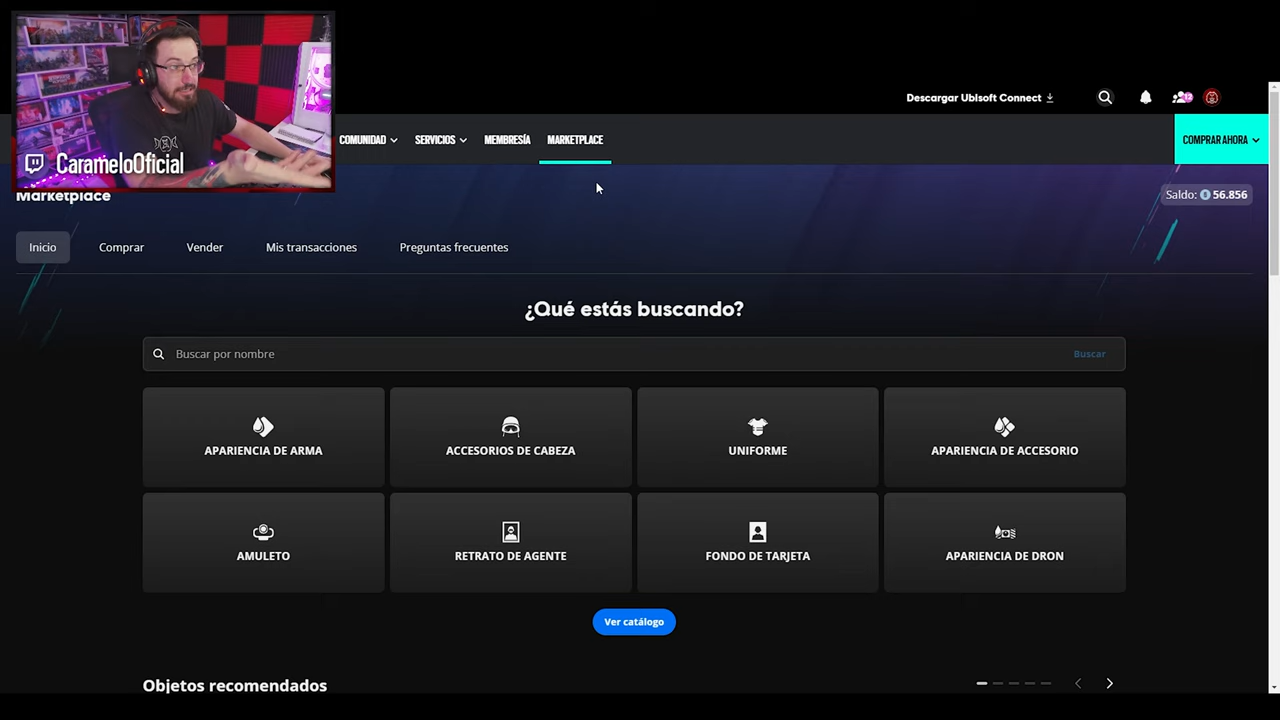 CarameloOficial
Descargar Ubisoft Connect
COMUNIDAD
SERVICIOS
MEMBRESÍA
MARKETPLACE
COMPRAR AHORA
Marketplace
Saldo: 56.856
Inicio
Comprar
Vender
Mis transacciones
Preguntas frecuentes
¿Qué estás buscando?
Buscar por nombre
Buscar
APARIENCIA DE ARMA
ACCESORIOS DE CABEZA
UNIFORME
APARIENCIA DE ACCESORIO
AMULETO
RETRATO DE AGENTE
FONDO DE TARJETA
APARIENCIA DE DRON
Ver catálogo
Objetos recomendados